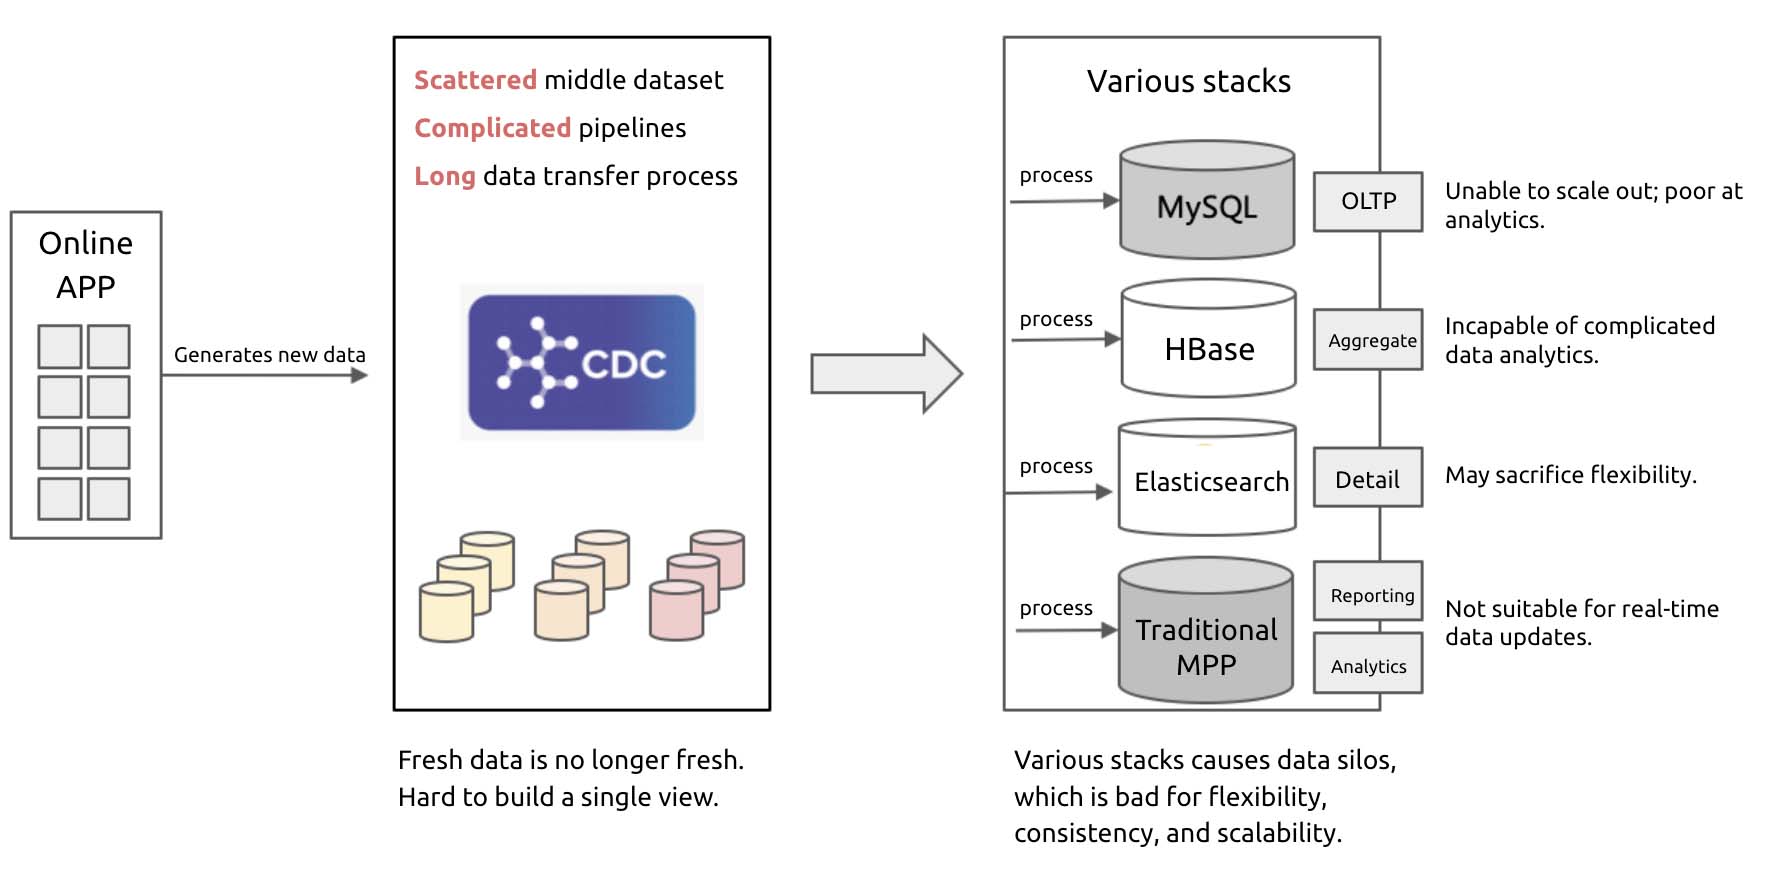 Online
APP
Generates new data
Scattered middle dataset
Complicated pipelines
Long data transfer process
CDC
Fresh data is no longer fresh.
Hard to build a single view.
Various stacks
process
MySQL
OLTP
Unable to scale out; poor at
analytics.
process
HBase
Aggregate
Incapable of complicated
data analytics.
process
Elasticsearch
Detail
May sacrifice flexibility.
process
Traditional
MPP
Reporting
Analytics
Not suitable for real-time
data updates.
Various stacks causes data silos,
which is bad for flexibility,
consistency, and scalability.